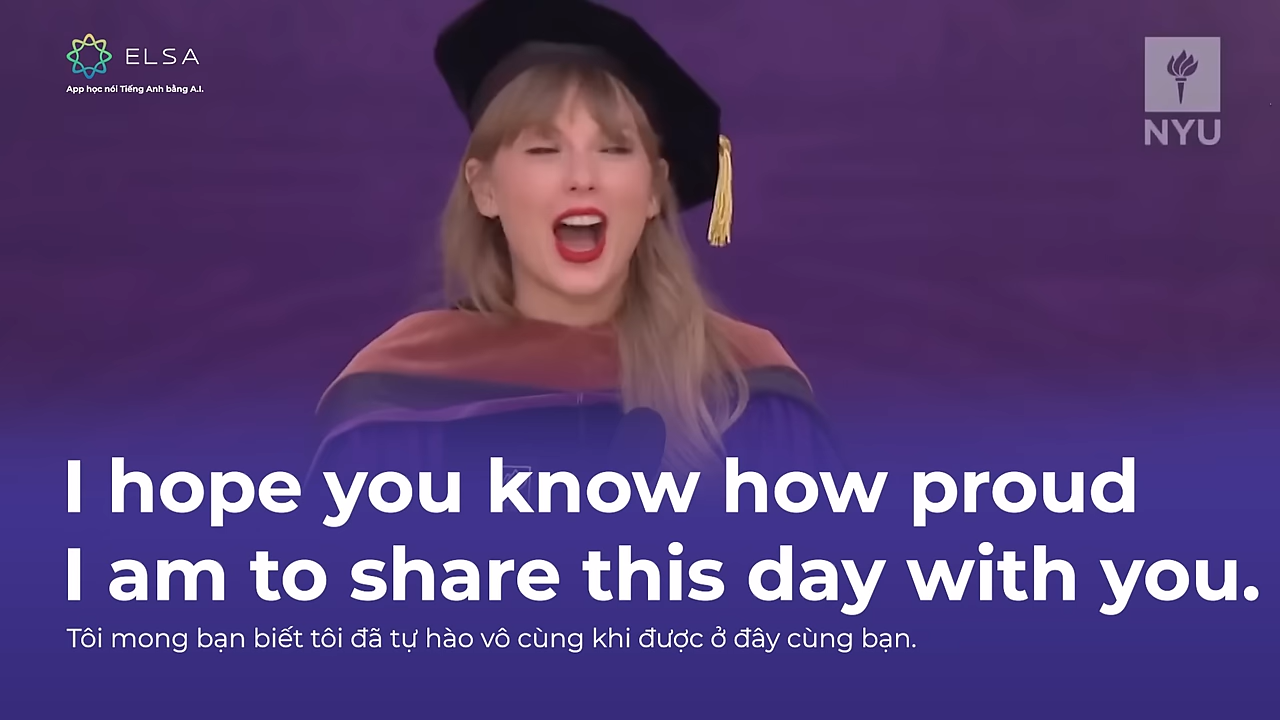 ELSA
App học nói Tiếng Anh bằng A.I.
NYU
I hope you know how proud
I am to share this day with you.
Tôi mong bạn biết tôi đã tự hào vô cùng khi được ở đây cùng bạn.